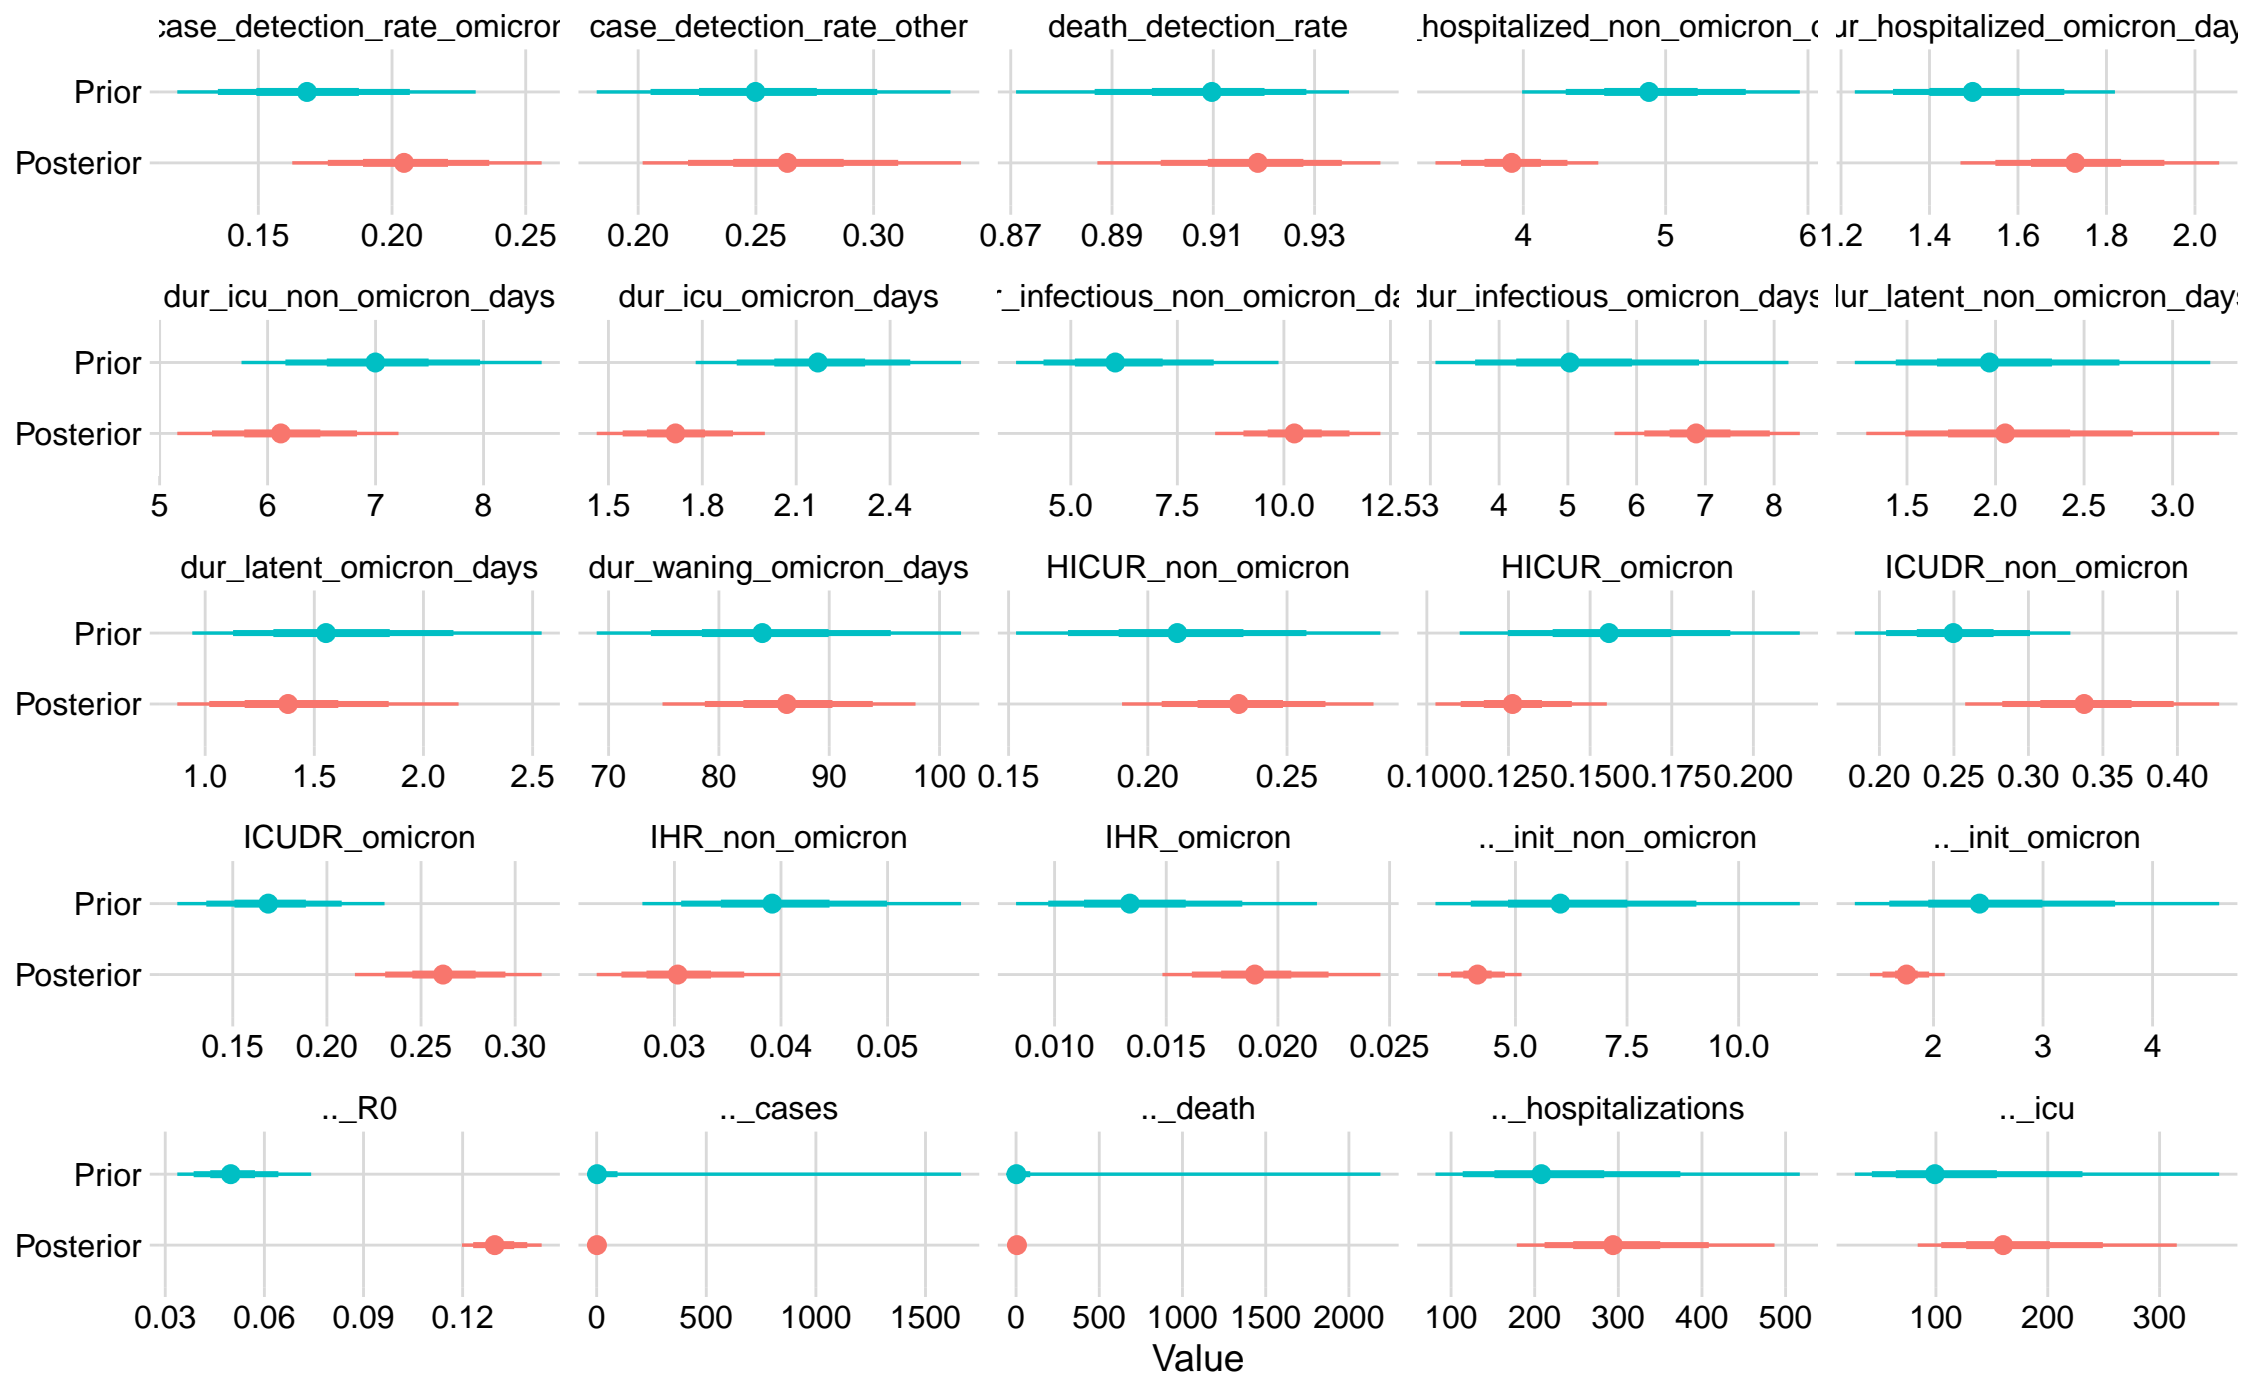 case_detection_rate_omicron case_detection_rate_other death_detection_rate _hospitalized_non_omicron_ ur_hospitalized_omicron_day
Prior
Posterior
0.15 0.20 0.25 0.20 0.25 0.30 0.87 0.89 0.91 0.93 4 5 6 1.2 1.4 1.6 1.8 2.0
dur_icu_non_omicron_days dur_icu_omicron_days r_infectious_non_omicron_da dur_infectious_omicron_days dur_latent_non_omicron_days
Prior
Posterior
5 6 7 8 1.5 1.8 2.1 2.4 5.0 7.5 10.0 12.5 3 4 5 6 7 8 1.5 2.0 2.5 3.0
dur_latent_omicron_days dur_waning_omicron_days HICUR_non_omicron HICUR_omicron ICUDR_non_omicron
Prior
Posterior
1.0 1.5 2.0 2.5 70 80 90 100 0.15 0.20 0.25 0.100 0.125 0.150 0.175 0.200 0.20 0.25 0.30 0.35 0.40
ICUDR_omicron IHR_non_omicron IHR_omicron .._init_non_omicron .._init_omicron
Prior
Posterior
0.15 0.20 0.25 0.30 0.03 0.04 0.05 0.010 0.015 0.020 0.025 5.0 7.5 10.0 2 3 4
.._R0 .._cases .._death .._hospitalizations .._icu
Prior
Posterior
0.03 0.06 0.09 0.12 0 500 1000 1500 0 500 1000 1500 2000 100 200 300 400 500 100 200 300
Value